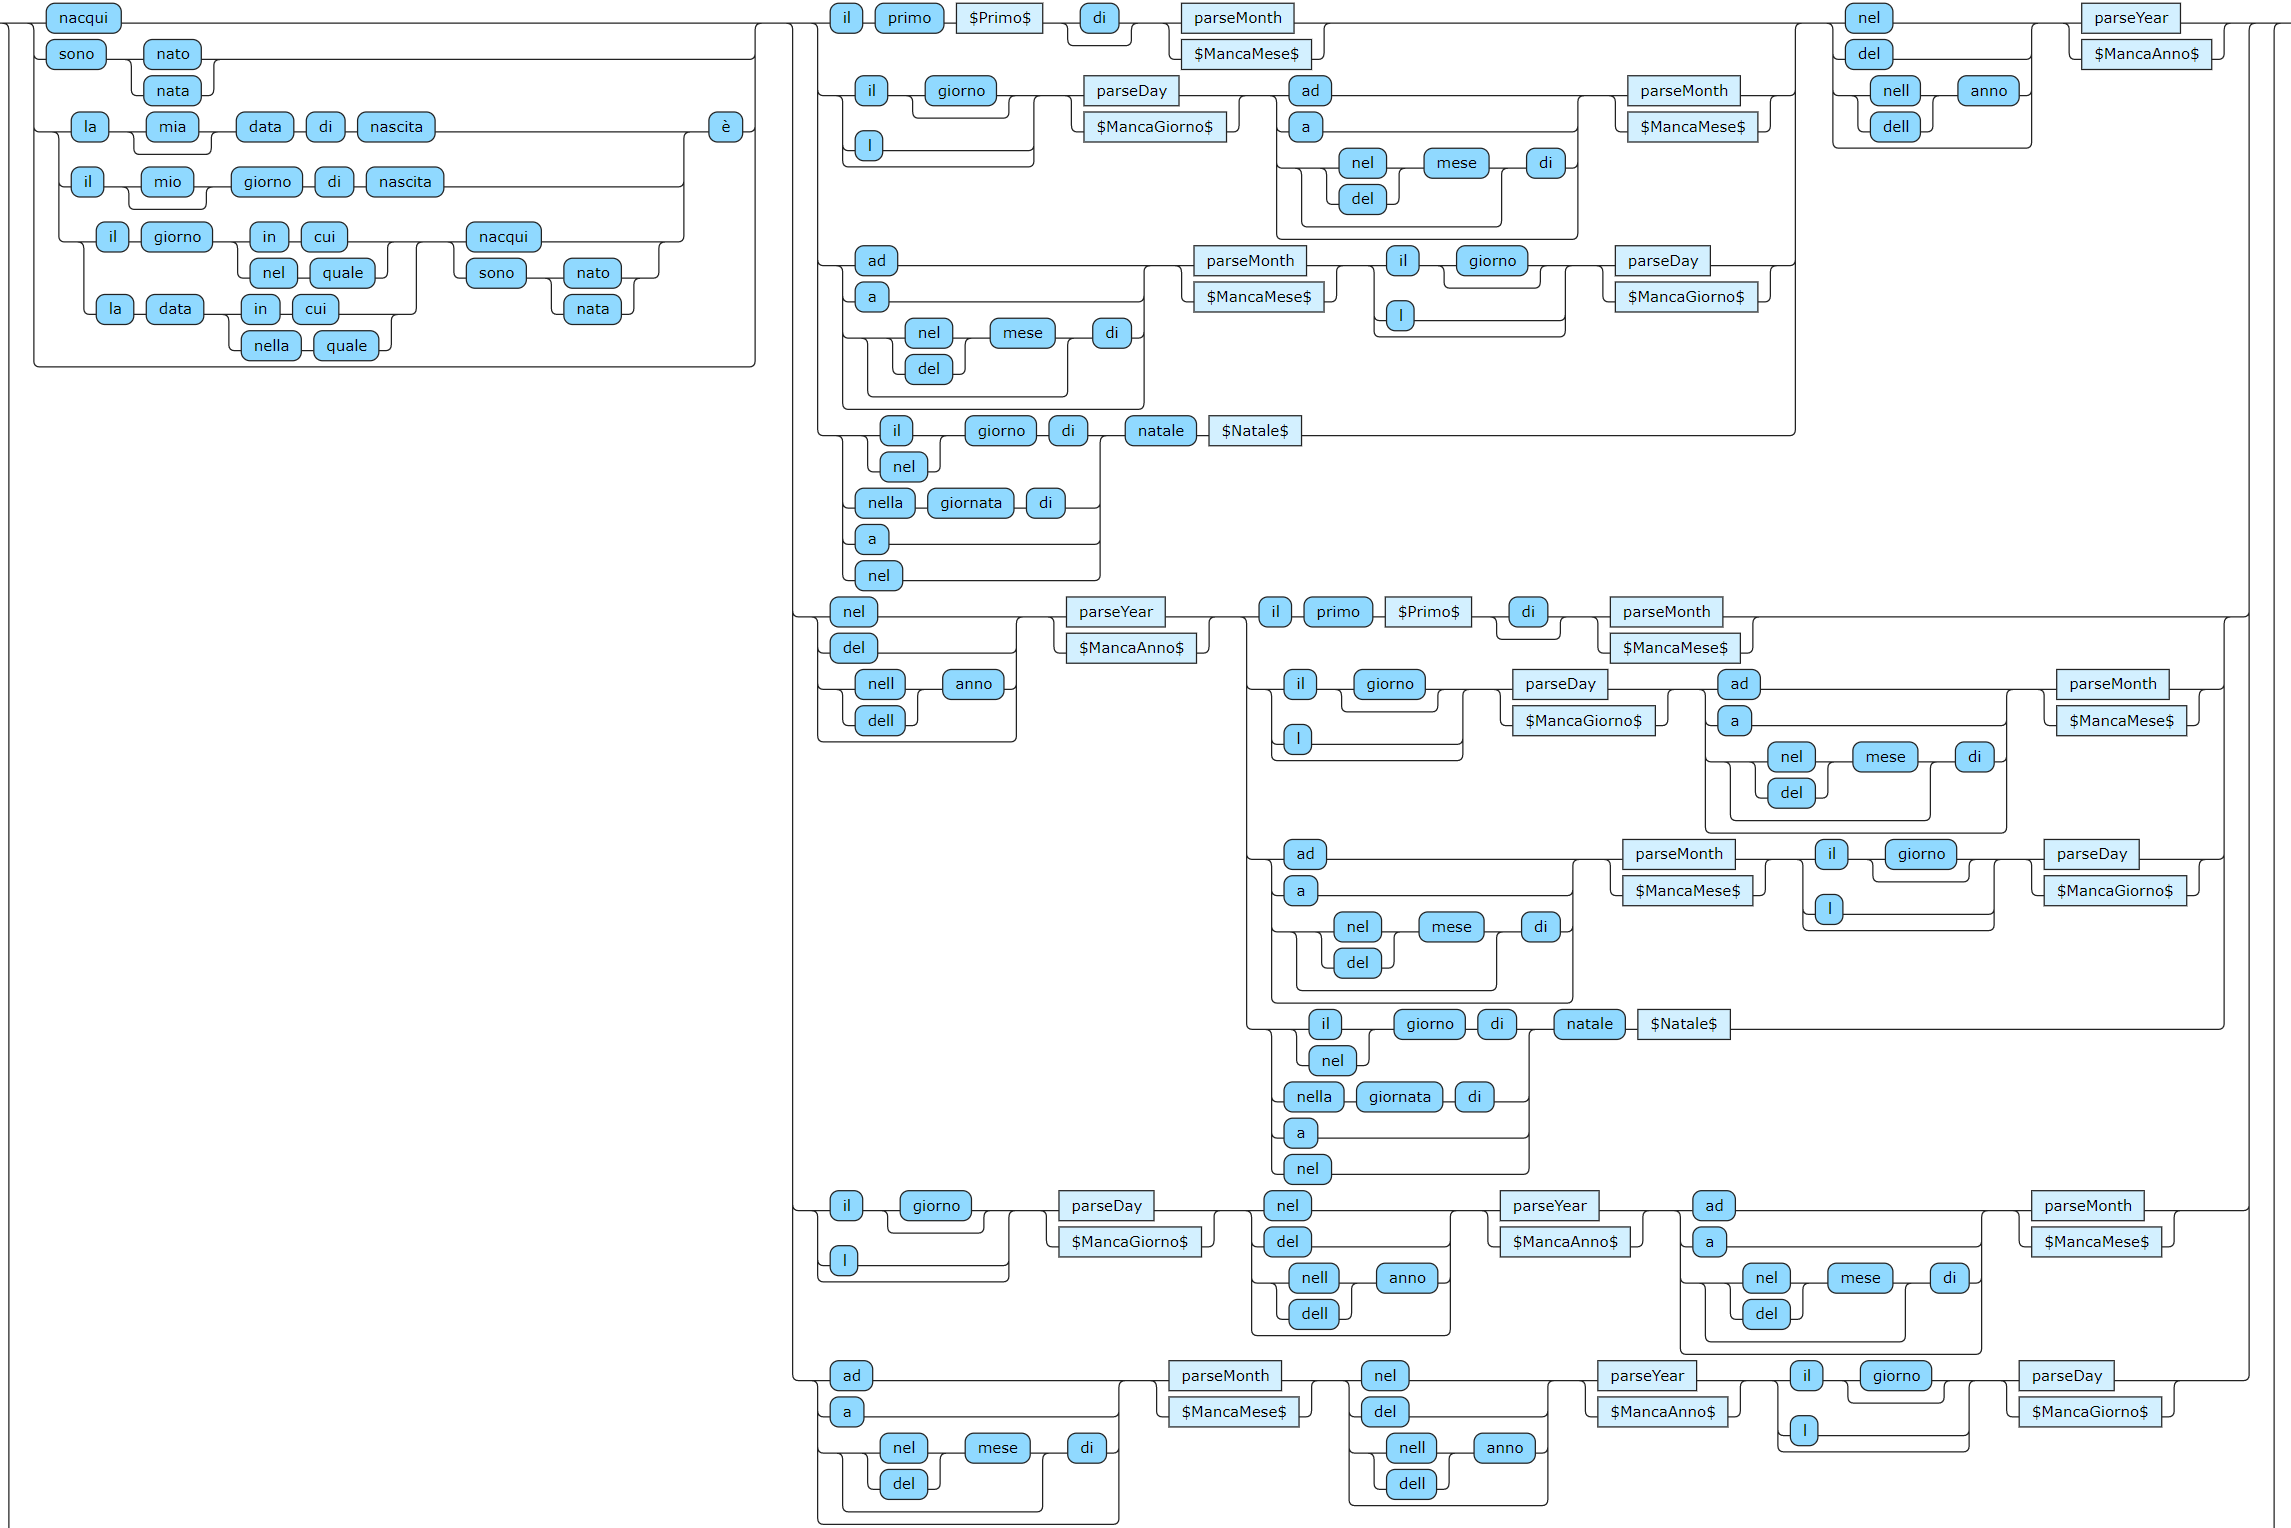 nacqui il primo $Primo$ di parseMonth nel parseYear
sono nato $MancaMese$ del $MancaAnno$
nata il giorno parseDay ad parseMonth nell anno
la mia data di nascita è $MancaGiorno$ a $MancaMese$ dell
l nel mese di
il mio giorno di nascita del
il giorno in cui nacqui ad parseMonth il giorno parseDay
nel quale sono nato a $MancaMese$ $MancaGiorno$
la data in cui nata l
nella quale nel mese di
del
il giorno di natale $Natale$
nel
nella giornata di
a
nel
nel parseYear il primo $Primo$ di parseMonth
del $MancaAnno$ $MancaMese$
nell anno il giorno parseDay ad parseMonth
dell $MancaGiorno$ a $MancaMese$
l nel mese di
del
ad parseMonth il giorno parseDay
a $MancaMese$ $MancaGiorno$
l
nel mese di
del
il giorno di natale $Natale$
nel
nella giornata di
a
nel
il giorno parseDay nel parseYear ad parseMonth
$MancaGiorno$ del $MancaAnno$ a $MancaMese$
l nell anno nel mese di
dell del
ad parseMonth nel parseYear il giorno parseDay
a $MancaMese$ del $MancaAnno$ $MancaGiorno$
l
nel mese di nell anno
del dell